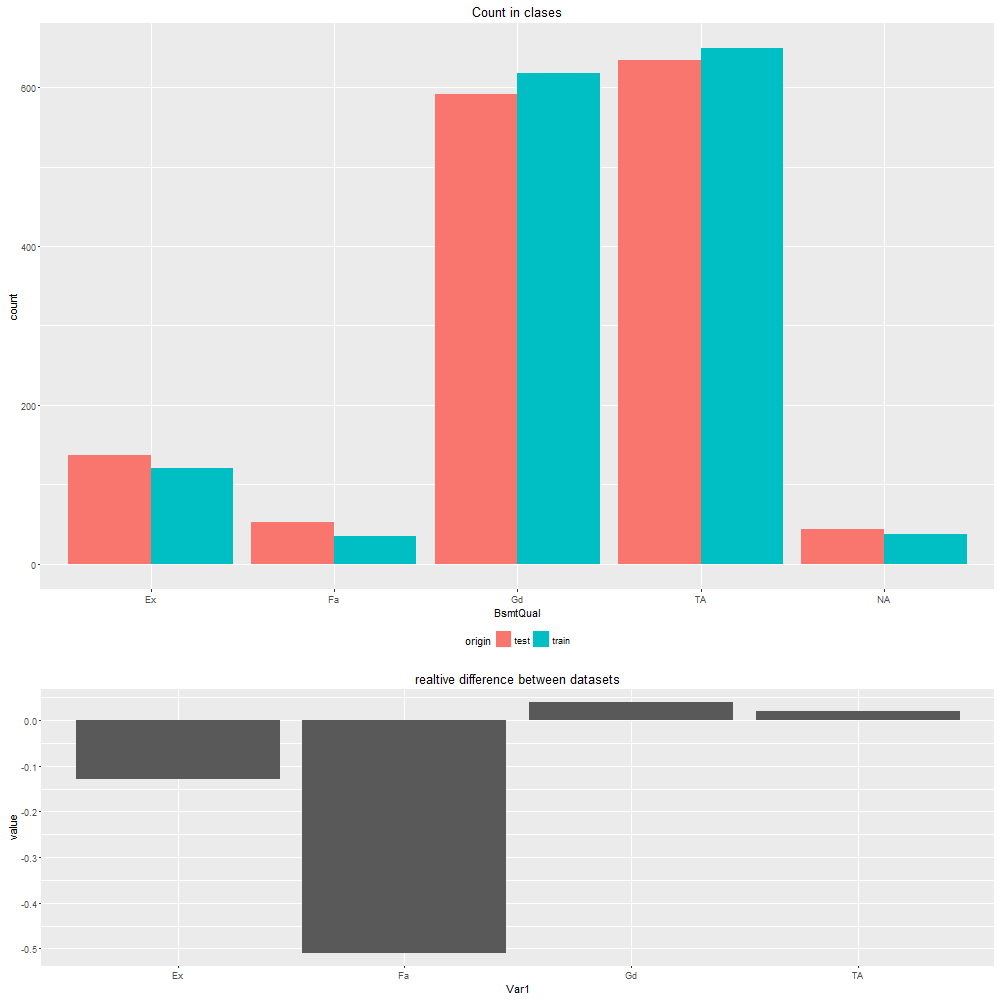 Count in clases
600
400
200
0
count
Ex Fa Gd TA NA
BsmtQual
origin test train
realtive difference between datasets
0.0
-0.1
-0.2
-0.3
-0.4
-0.5
value
Ex Fa Gd TA
Var1